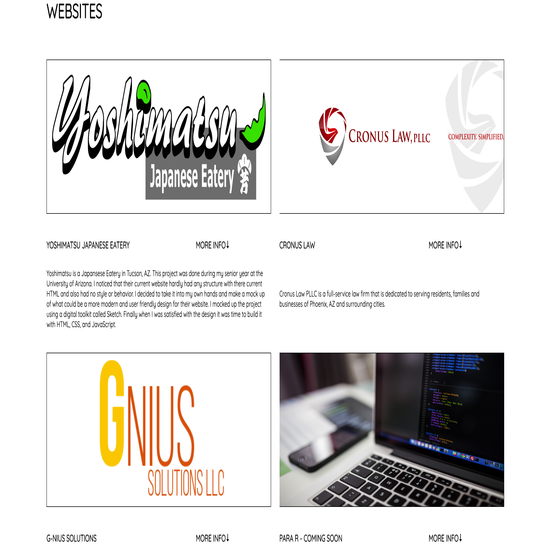 WEBSITES
Yoshimatsu
Japanese Eatery
CRONUS LAW, PLLC
COMPLEXITY. SIMPLIFIED.
YOSHIMATSU JAPANESE EATERY
MORE INFO↓
CRONUS LAW
MORE INFO↓
Yoshimatsu is a Japansese Eatery in Tucson, AZ. This project was done during my senior year at the
University of Arizona. I noticed that their current website hardly had any structure with there current
HTML and also had no style or behavior. I decided to take it into my own hands and make a mock up
of what could be a more modern and user friendly design for their website. I mocked up the project
using a digital toolkit called Sketch. Finally when I was satisfied with the design it was time to build it
with HTML, CSS, and JavaScript.
Cronus Law PLLC is a full-service law firm that is dedicated to serving residents, families and
businesses of Phoenix, AZ and surrounding cities.
GNIUS
SOLUTIONS LLC
G-NIUS SOLUTIONS
MORE INFO↓
PARA R - COMING SOON
MORE INFO↓